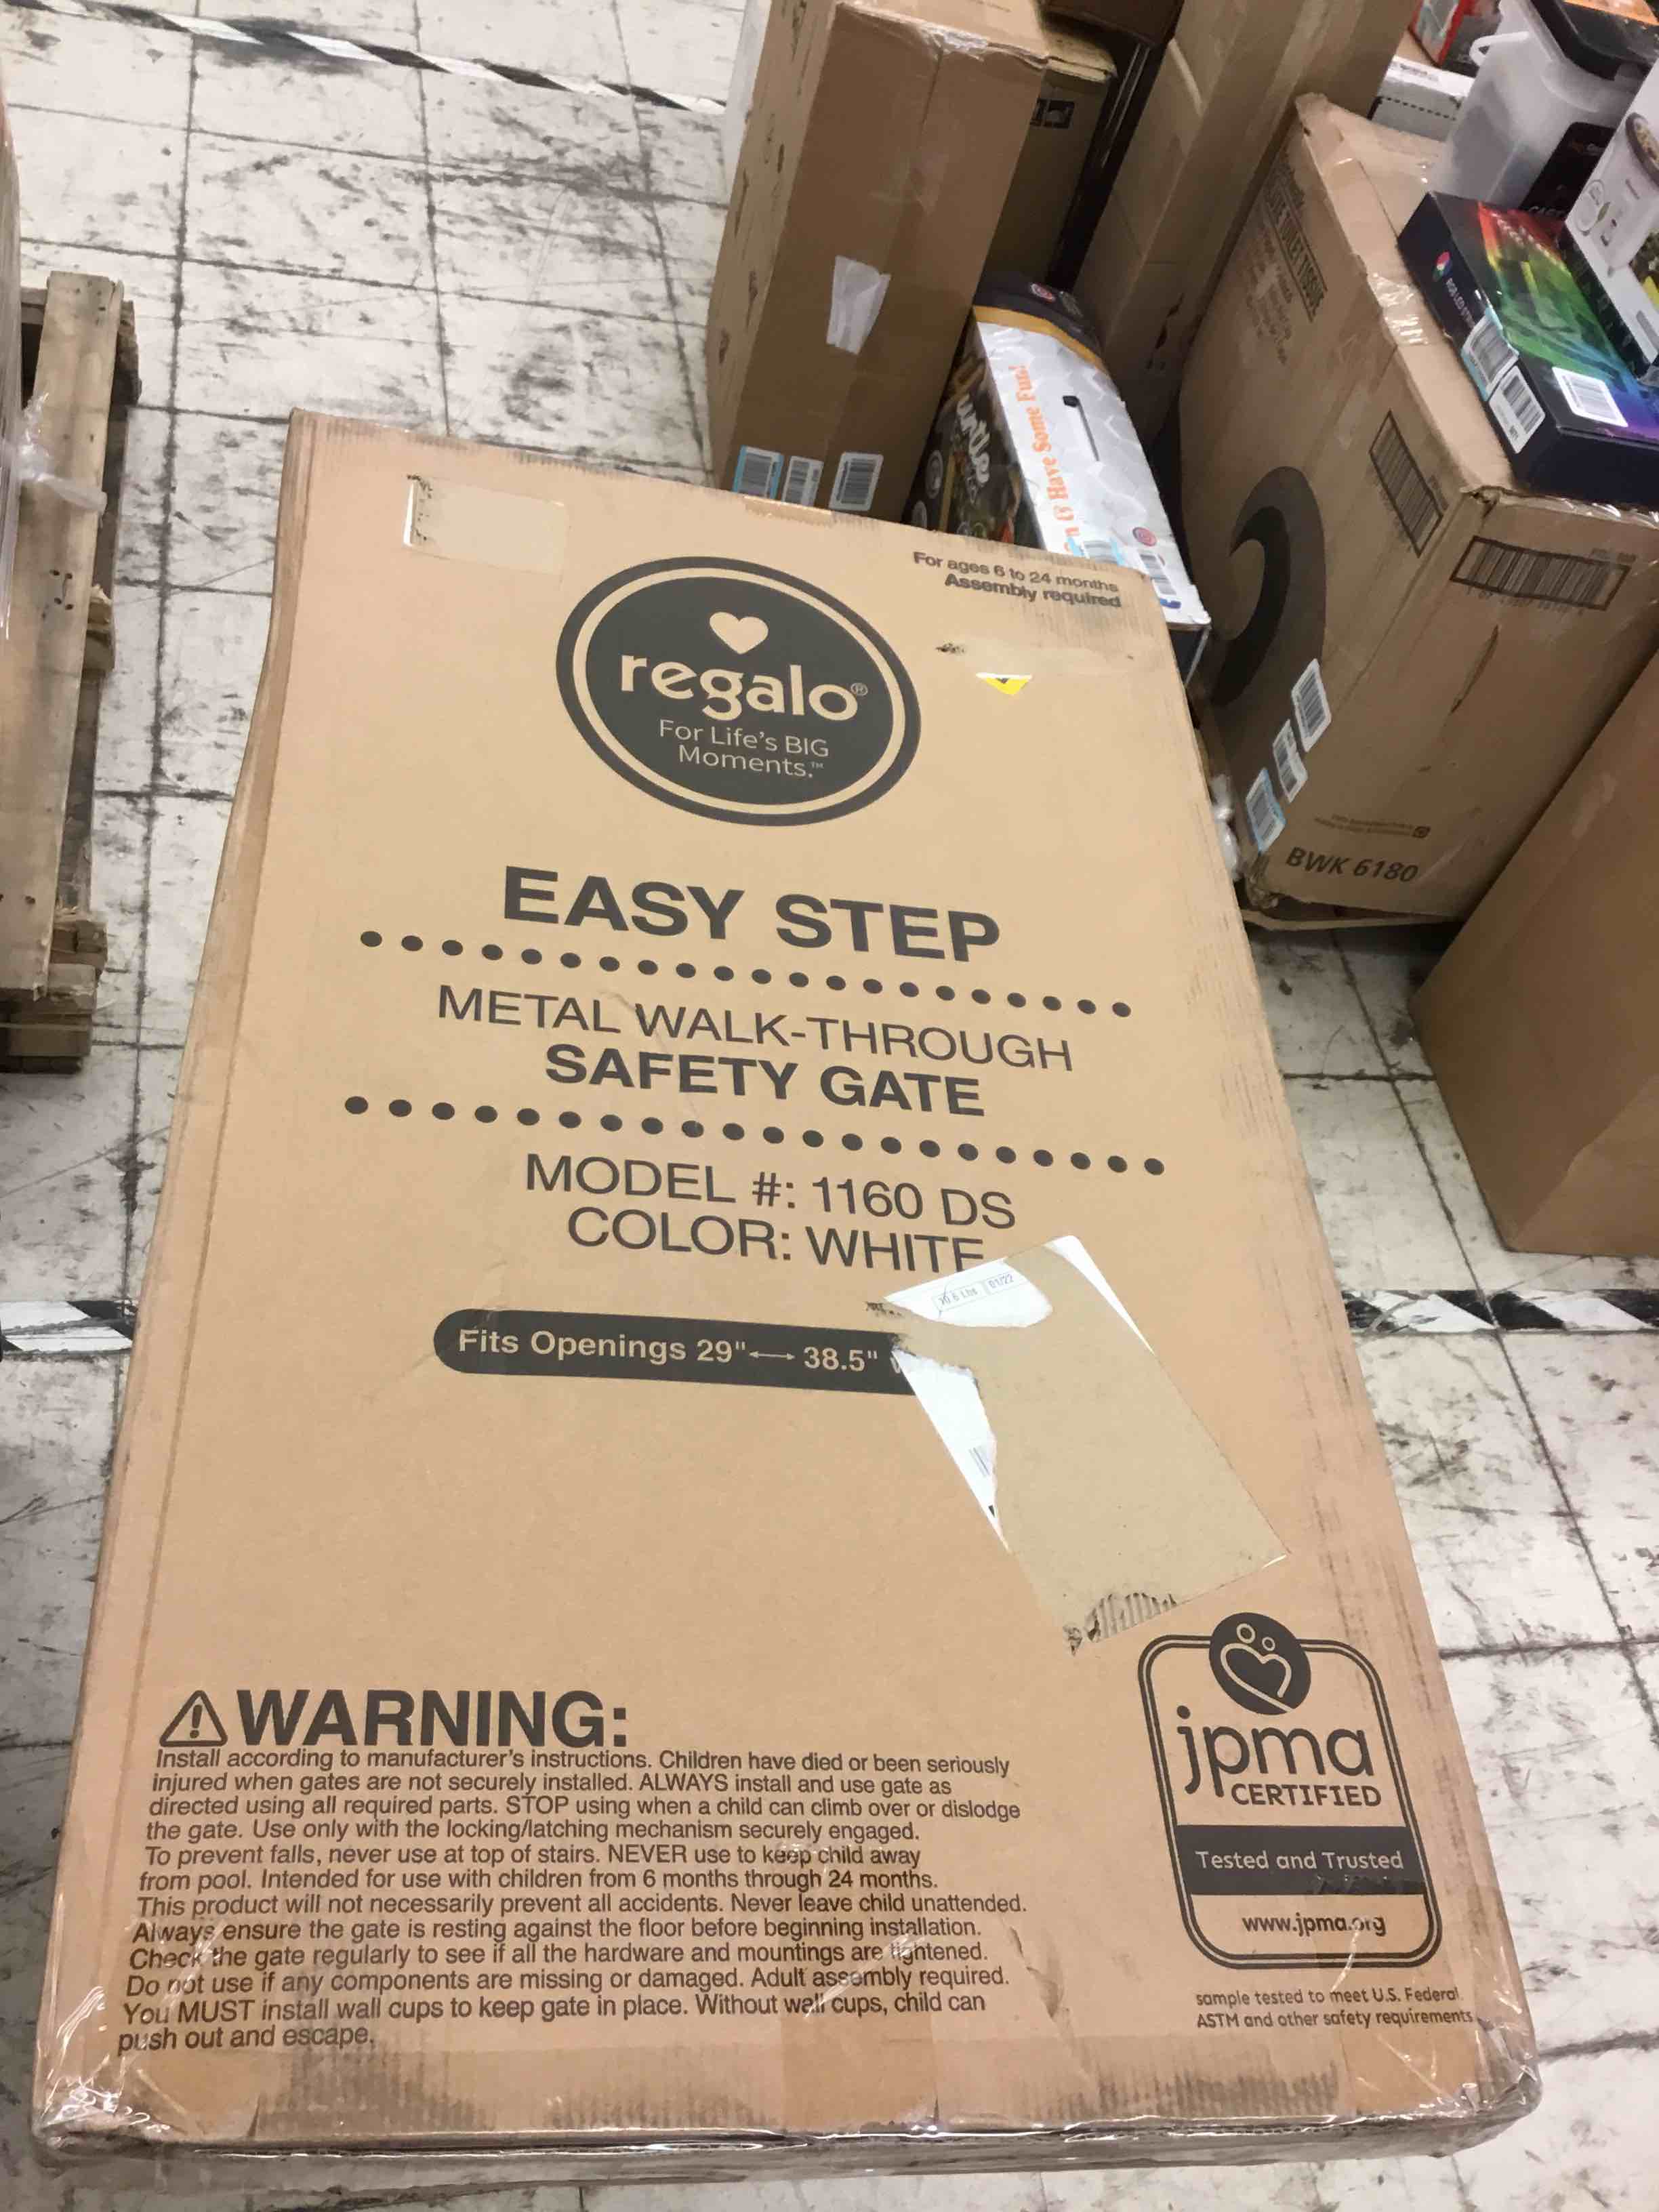 For ages 6 to 24 months
Assembly required
regalo®
For Life's BIG
Moments.™
EASY STEP
METAL WALK-THROUGH
SAFETY GATE
MODEL #: 1160 DS
COLOR: WHITE
01/22
Fits Openings 29"⟷38.5"
⚠WARNING:
Install according to manufacturer's instructions. Children have died or been seriously
injured when gates are not securely installed. ALWAYS install and use gate as
directed using all required parts. STOP using when a child can climb over or dislodge
the gate. Use only with the locking/latching mechanism securely engaged.
To prevent falls, never use at top of stairs. NEVER use to keep child away
from pool. Intended for use with children from 6 months through 24 months.
This product will not necessarily prevent all accidents. Never leave child unattended.
Always ensure the gate is resting against the floor before beginning installation.
Check the gate regularly to see if all the hardware and mountings are tightened.
Do not use if any components are missing or damaged. Adult assembly required.
You MUST install wall cups to keep gate in place. Without wall cups, child can
push out and escape.
jpma
CERTIFIED
Tested and Trusted
www.jpma.org
sample tested to meet U.S. Federal,
ASTM and other safety requirements
& Have Some Fun!
TOILET TISSUE
BWK 6180